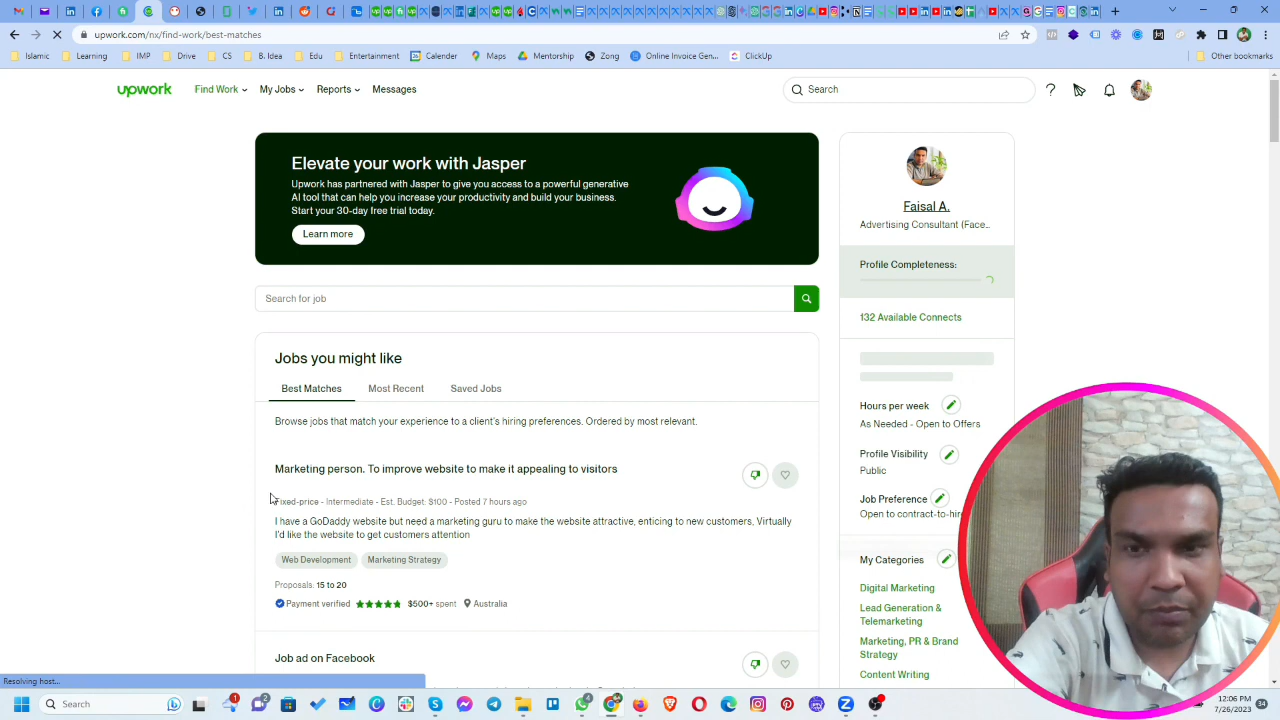 upwork.com/nx/find-work/best-matches
Islamic
Learning
IMP
Drive
CS
B. Idea
Edu
Entertainment
Calender
Maps
Mentorship
Zong
Online Invoice Gen...
ClickUp
Other bookmarks
upwork
Find Work
My Jobs
Reports
Messages
Search
Elevate your work with Jasper
Upwork has partnered with Jasper to give you access to a powerful generative
AI tool that can help you increase your productivity and build your business.
Start your 30-day free trial today.
Learn more
Faisal A.
Advertising Consultant (Face...
Profile Completeness:
132 Available Connects
Search for job
Jobs you might like
Best Matches
Most Recent
Saved Jobs
Browse jobs that match your experience to a client's hiring preferences. Ordered by most relevant.
Marketing person. To improve website to make it appealing to visitors
Fixed-price - Intermediate - Est. Budget: $100 - Posted 7 hours ago
I have a GoDaddy website but need a marketing guru to make the website attractive, enticing to new customers. Virtually
I'd like the website to get customers attention
Web Development
Marketing Strategy
Proposals: 15 to 20
Payment verified
$500+ spent
Australia
Job ad on Facebook
Hours per week
As Needed - Open to Offers
Profile Visibility
Public
Job Preference
Open to contract-to-hire
My Categories
Digital Marketing
Lead Generation &
Telemarketing
Marketing, PR & Brand
Strategy
Content Writing
Resolving host...
Search
12:06 PM
7/26/2023